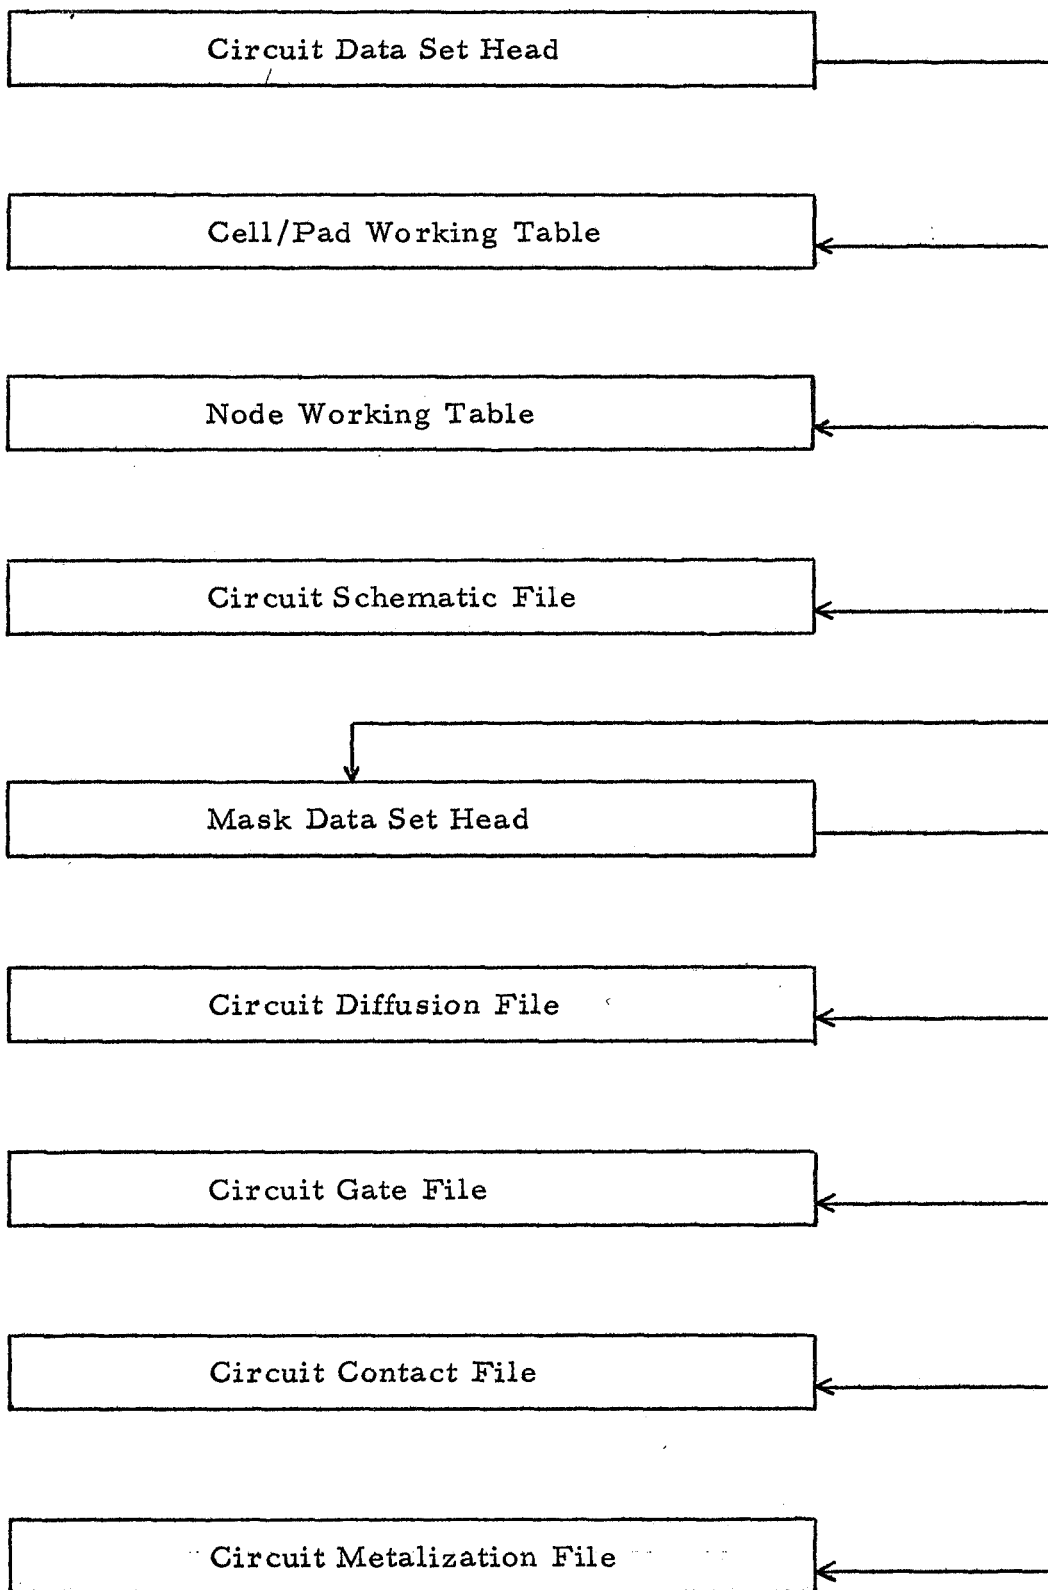 Circuit Data Set Head
Cell/Pad Working Table
Node Working Table
Circuit Schematic File
Mask Data Set Head
Circuit Diffusion File
Circuit Gate File
Circuit Contact File
Circuit Metalization File